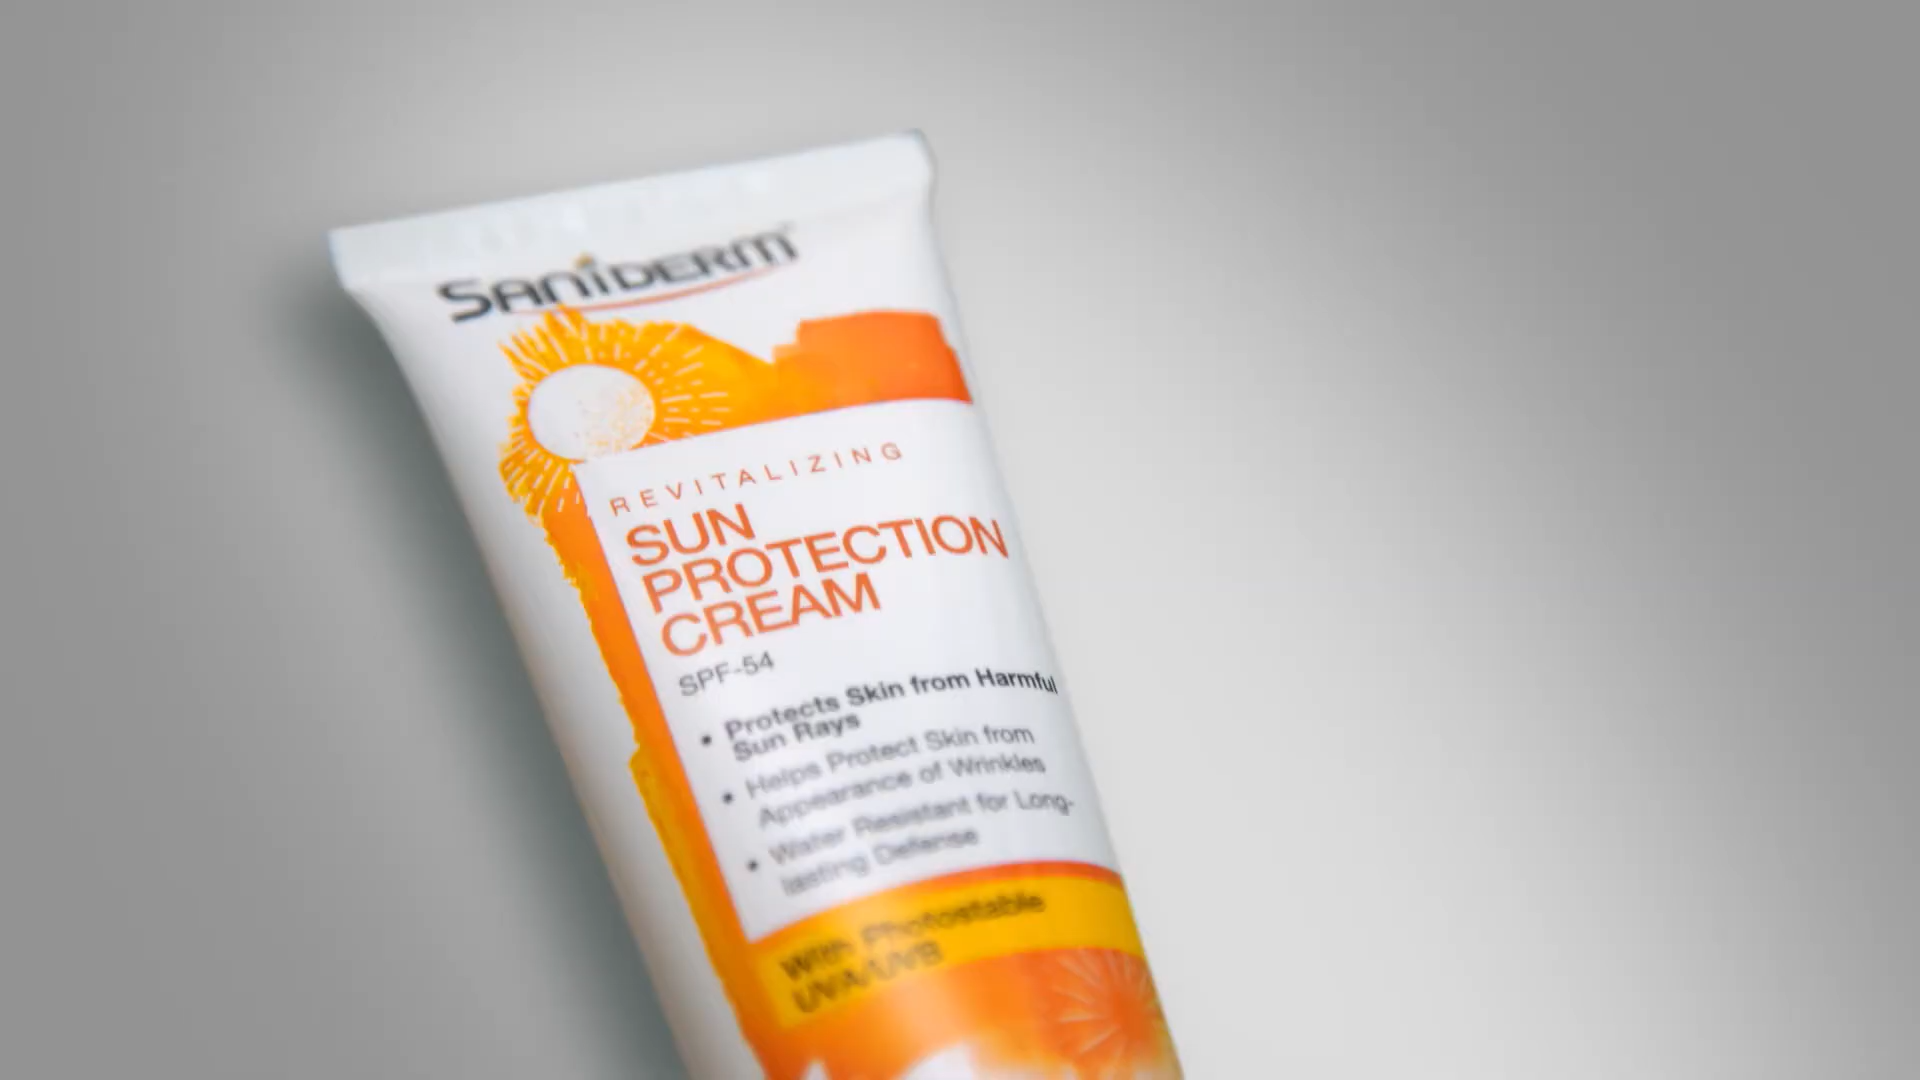 SANIDERM
REVITALIZING
SUN
PROTECTION
CREAM
SPF-54
• Protects Skin from Harmful
Sun Rays
• Helps Protect Skin from
Appearance of Wrinkles
• Water Resistant for Long-
lasting Defense
With Photostable
UVA/UVB